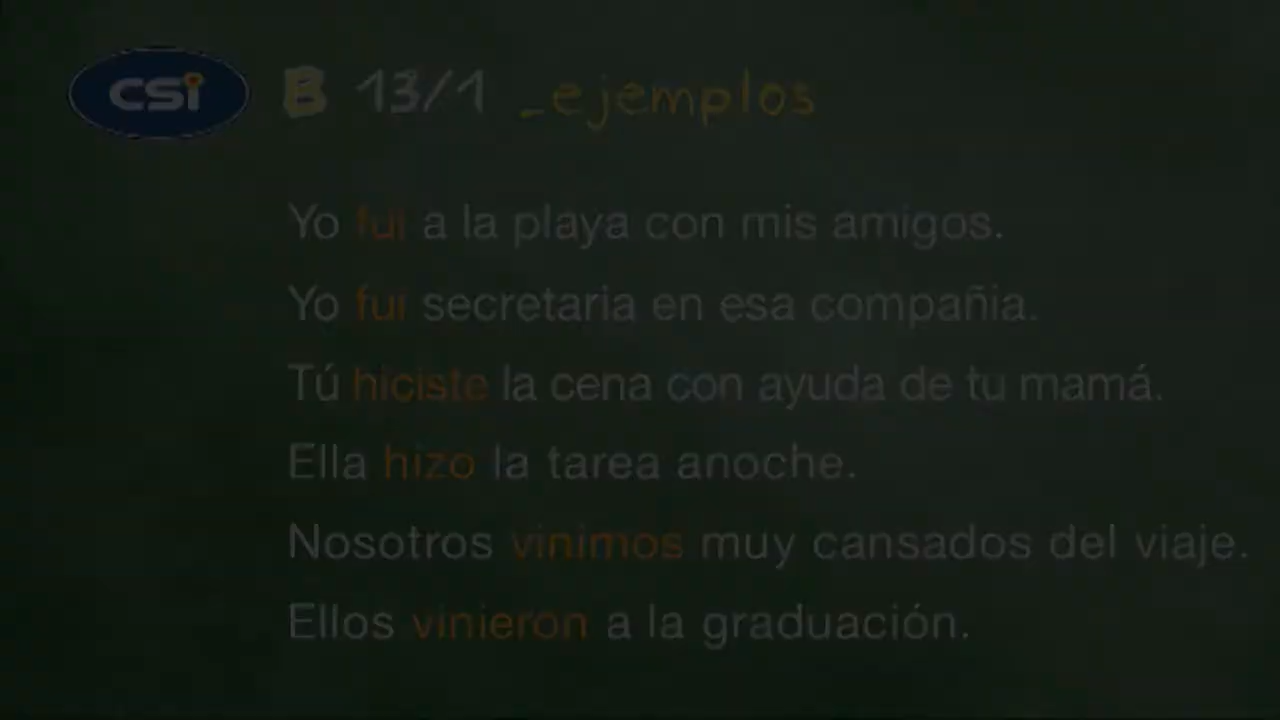 CSi B 13/1 _ejemplos
Yo fui a la playa con mis amigos.
Yo fui secretaria en esa compañia.
Tú hiciste la cena con ayuda de tu mamá.
Ella hizo la tarea anoche.
Nosotros vinimos muy cansados del viaje.
Ellos vinieron a la graduación.